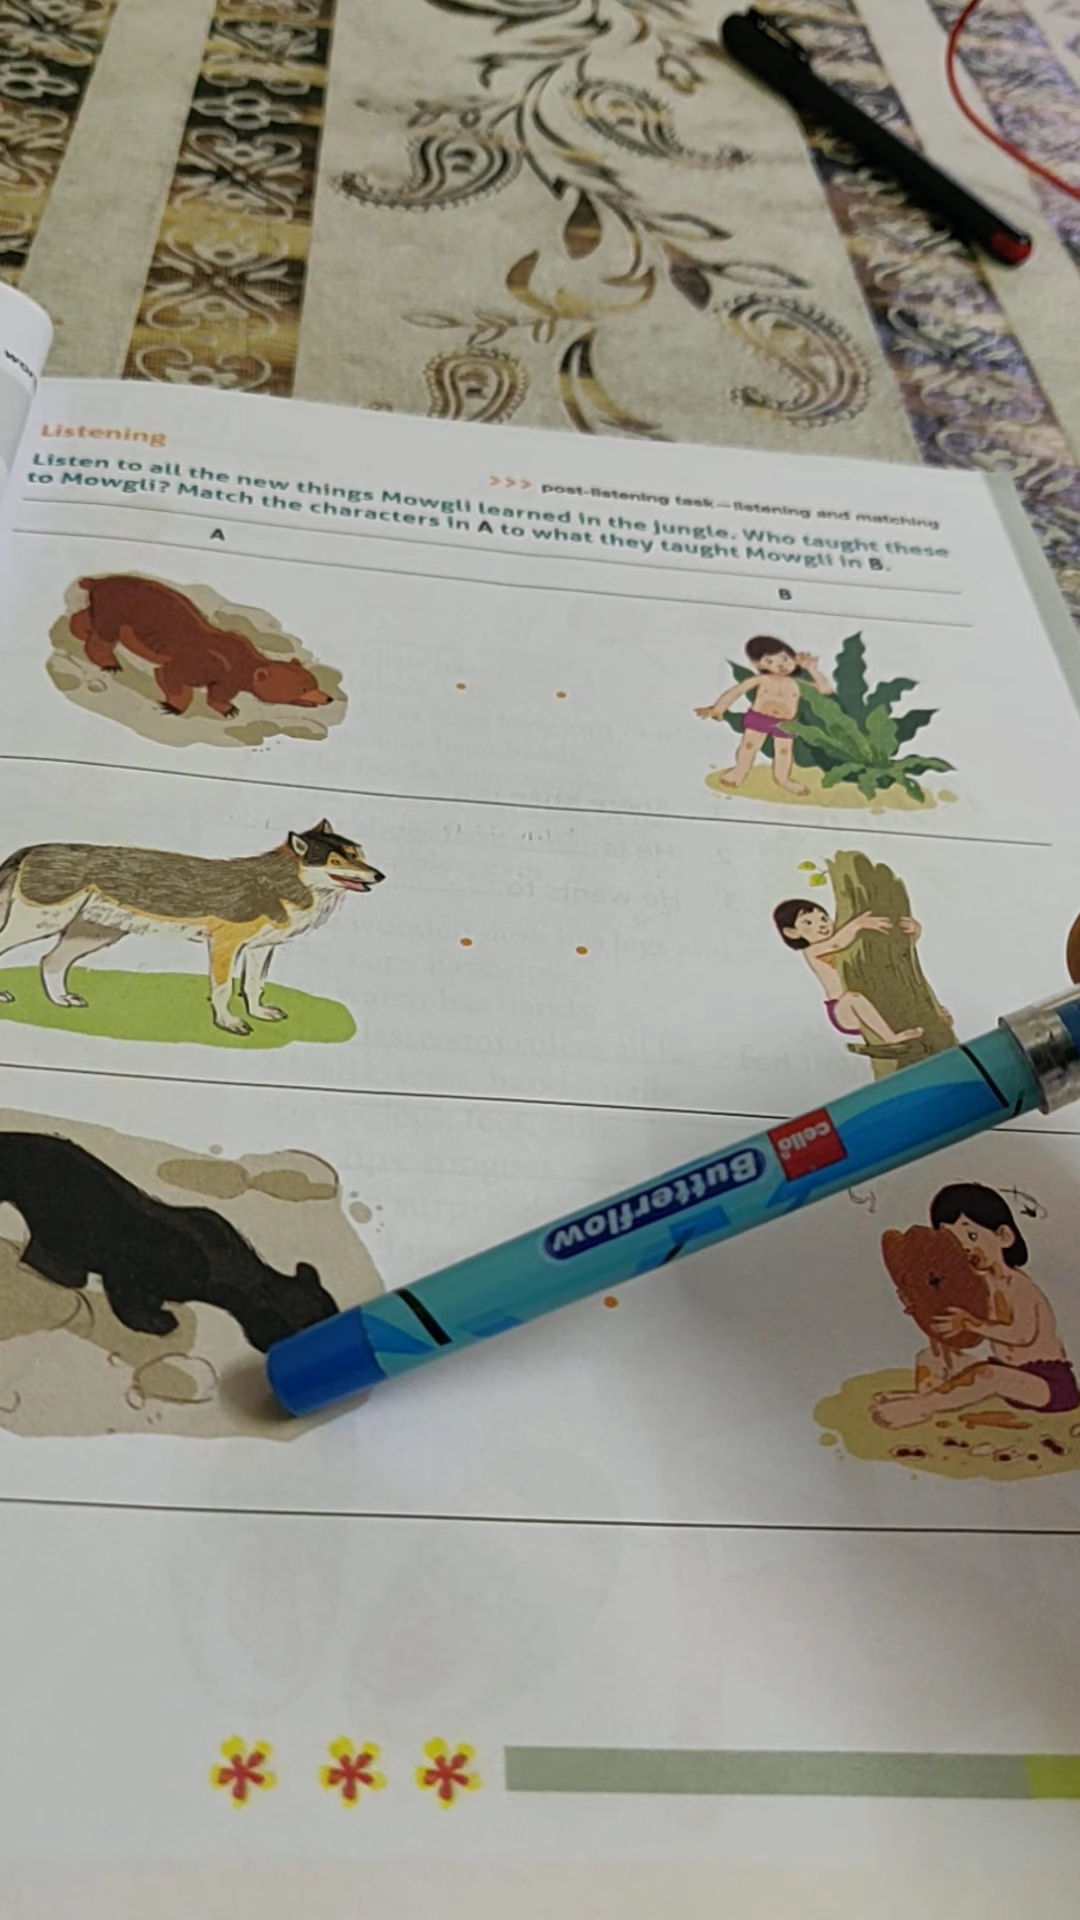 Listening
>>> post-listening task—listening and matching
Listen to all the new things Mowgli learned in the jungle. Who taught these
to Mowgli? Match the characters in A to what they taught Mowgli in B.
A
B
cello
Butterflow